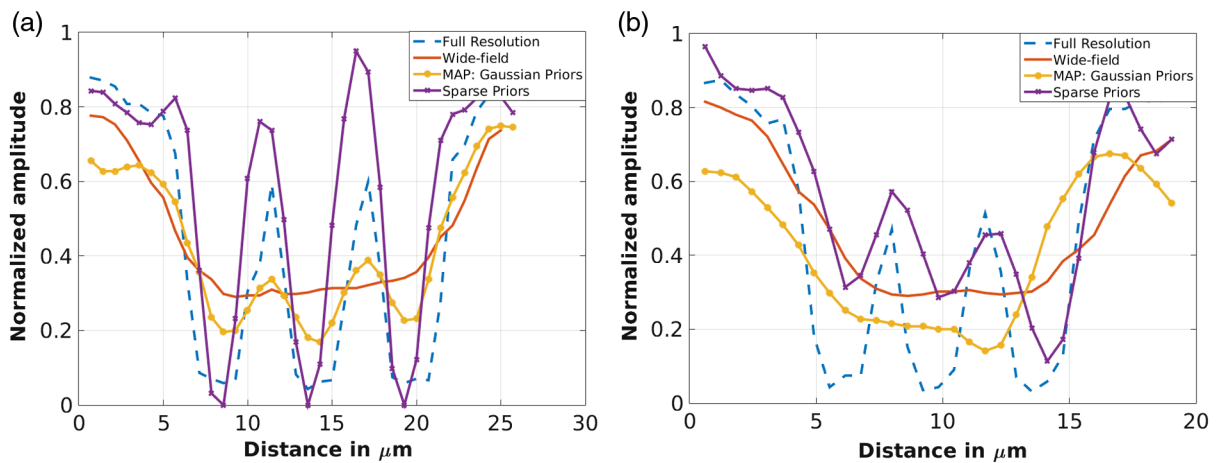 (a)
1
0.8
0.6
0.4
0.2
0
0
5
10
15
20
25
30
Normalized amplitude
Distance in μm
Full Resolution
Wide-field
MAP: Gaussian Priors
Sparse Priors
(b)
1
0.8
0.6
0.4
0.2
0
0
5
10
15
20
Normalized amplitude
Distance in μm
Full Resolution
Wide-field
MAP: Gaussian Priors
Sparse Priors